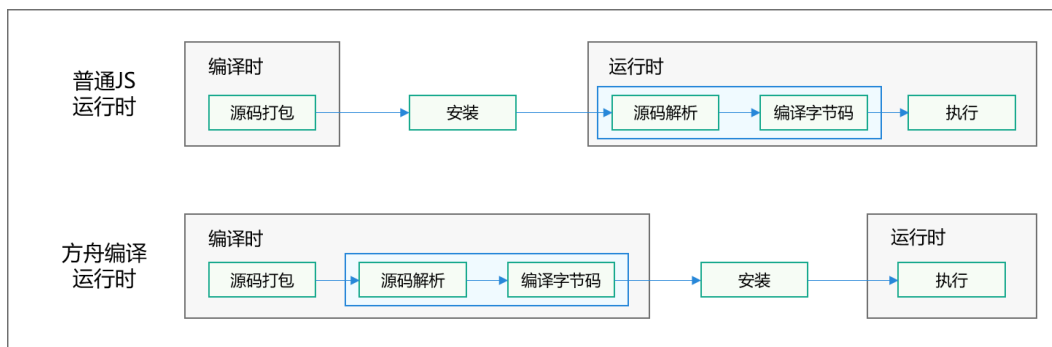 普通JS
运行时
编译时
源码打包
安装
运行时
源码解析
编译字节码
执行
方舟编译
运行时
编译时
源码打包
源码解析
编译字节码
安装
运行时
执行